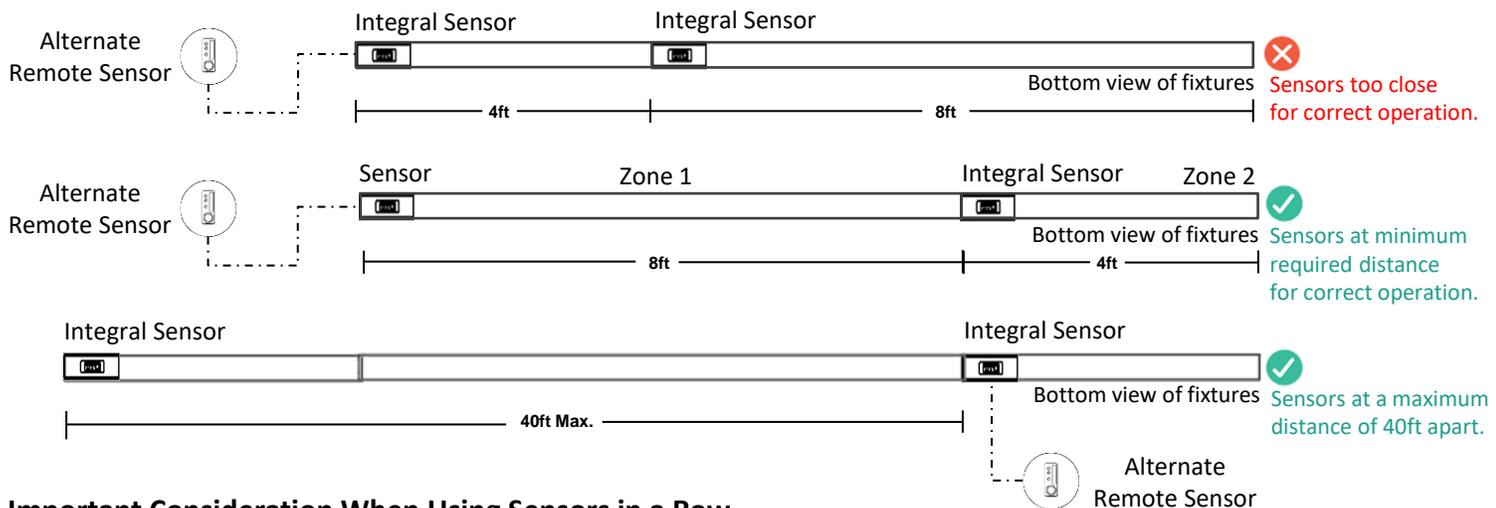 Integral Sensor
Integral Sensor
Alternate
Remote Sensor
Bottom view of fixtures
Sensors too close
for correct operation.
4ft
8ft
Sensor
Zone 1
Integral Sensor
Zone 2
Alternate
Remote Sensor
Bottom view of fixtures
Sensors at minimum
required distance
for correct operation.
8ft
4ft
Integral Sensor
Integral Sensor
Bottom view of fixtures
Sensors at a maximum
distance of 40ft apart.
40ft Max.
Alternate
Remote Sensor
Important Consideration When Using Sensors in a Row